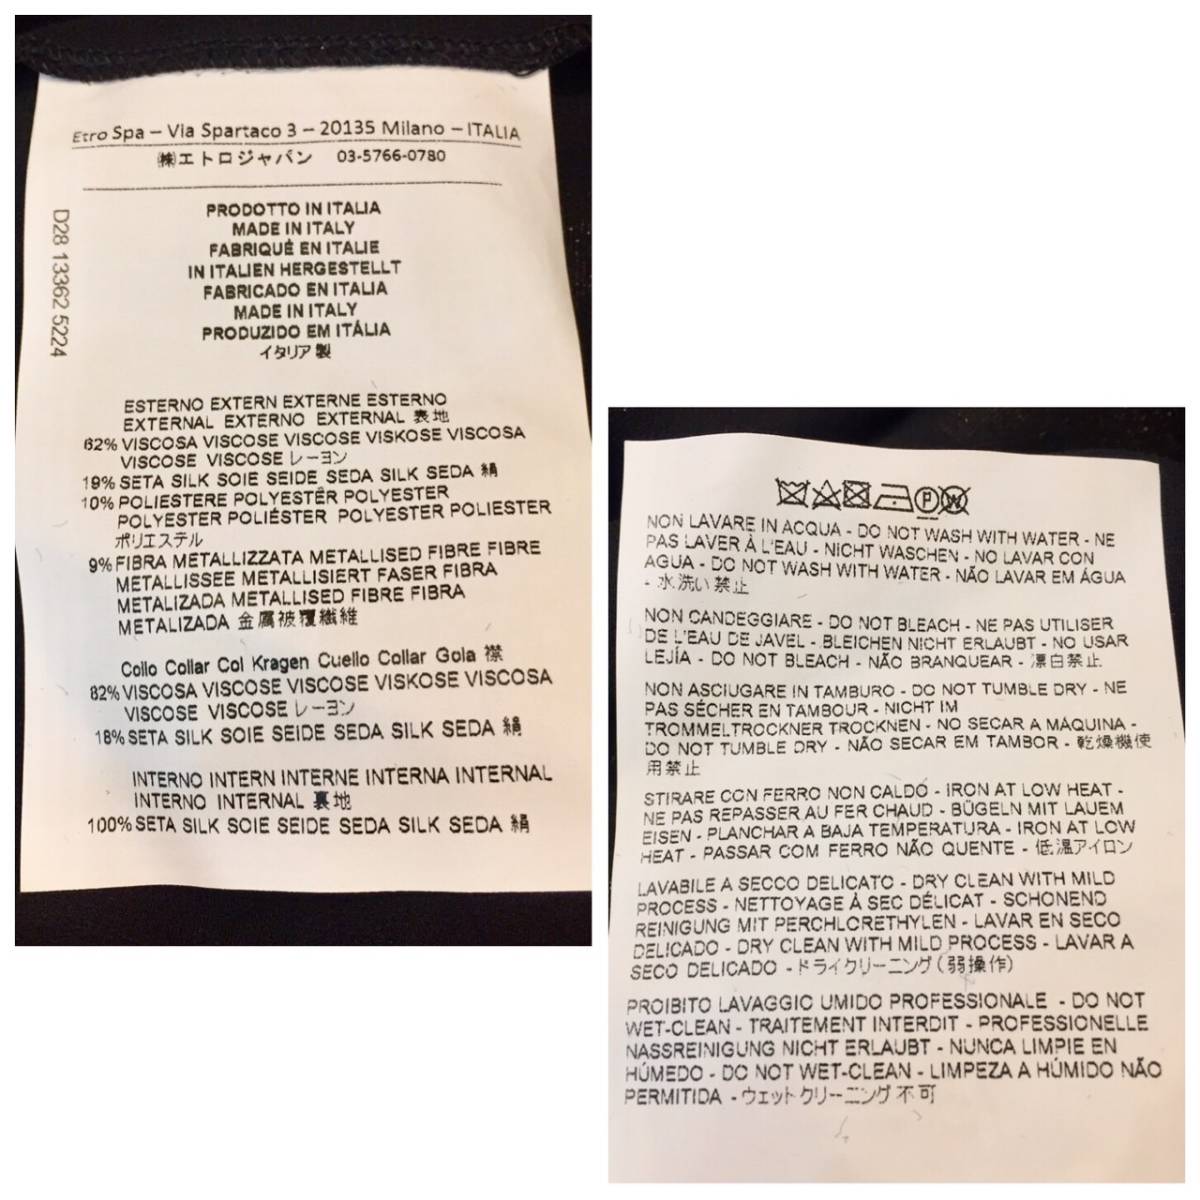 Etro Spa – Via Spartaco 3 – 20135 Milano – ITALIA
㈱エトロジャパン 03-5766-0780
D28 13362 5224
PRODOTTO IN ITALIA
MADE IN ITALY
FABRIQUÉ EN ITALIE
IN ITALIEN HERGESTELLT
FABRICADO EN ITALIA
MADE IN ITALY
PRODUZIDO EM ITÁLIA
イタリア製
ESTERNO EXTERN EXTERNE ESTERNO
EXTERNAL EXTERNO EXTERNAL 表地
62% VISCOSA VISCOSE VISCOSE VISKOSE VISCOSA
VISCOSE VISCOSE レーヨン
19% SETA SILK SOIE SEIDE SEDA SILK SEDA 絹
10% POLIESTERE POLYESTER POLYESTER
POLYESTER POLIÉSTER POLYESTER POLIESTER
ポリエステル
9% FIBRA METALLIZZATA METALLISED FIBRE FIBRE
METALLISSEE METALLISIERT FASER FIBRA
METALIZADA METALLISED FIBRE FIBRA
METALIZADA 金属被覆繊維
Collo Collar Col Kragen Cuello Collar Gola 襟
82% VISCOSA VISCOSE VISCOSE VISKOSE VISCOSA
VISCOSE VISCOSE レーヨン
18% SETA SILK SOIE SEIDE SEDA SILK SEDA 絹
INTERNO INTERN INTERNE INTERNA INTERNAL
INTERNO INTERNAL 裏地
100% SETA SILK SOIE SEIDE SEDA SILK SEDA 絹
P W
NON LAVARE IN ACQUA - DO NOT WASH WITH WATER - NE
PAS LAVER À L'EAU - NICHT WASCHEN - NO LAVAR CON
AGUA - DO NOT WASH WITH WATER - NÃO LAVAR EM ÁGUA
- 水洗い禁止
NON CANDEGGIARE - DO NOT BLEACH - NE PAS UTILISER
DE L'EAU DE JAVEL - BLEICHEN NICHT ERLAUBT - NO USAR
LEJÍA - DO NOT BLEACH - NÃO BRANQUEAR - 漂白禁止
NON ASCIUGARE IN TAMBURO - DO NOT TUMBLE DRY - NE
PAS SÉCHER EN TAMBOUR - NICHT IM
TROMMELTROCKNER TROCKNEN - NO SECAR A MÁQUINA -
DO NOT TUMBLE DRY - NÃO SECAR EM TAMBOR - 乾燥機使
用禁止
STIRARE CON FERRO NON CALDO - IRON AT LOW HEAT -
NE PAS REPASSER AU FER CHAUD - BÜGELN MIT LAUEM
EISEN - PLANCHAR A BAJA TEMPERATURA - IRON AT LOW
HEAT - PASSAR COM FERRO NÃO QUENTE - 低温アイロン
LAVABILE A SECCO DELICATO - DRY CLEAN WITH MILD
PROCESS - NETTOYAGE À SEC DÉLICAT - SCHONEND
REINIGUNG MIT PERCHLORETHYLEN - LAVAR EN SECO
DELICADO - DRY CLEAN WITH MILD PROCESS - LAVAR A
SECO DELICADO - ドライクリーニング(弱操作)
PROIBITO LAVAGGIO UMIDO PROFESSIONALE - DO NOT
WET-CLEAN - TRAITEMENT INTERDIT - PROFESSIONELLE
NASSREINIGUNG NICHT ERLAUBT - NUNCA LIMPIE EN
HÚMEDO - DO NOT WET-CLEAN - LIMPEZA A HÚMIDO NÃO
PERMITIDA - ウェットクリーニング不可